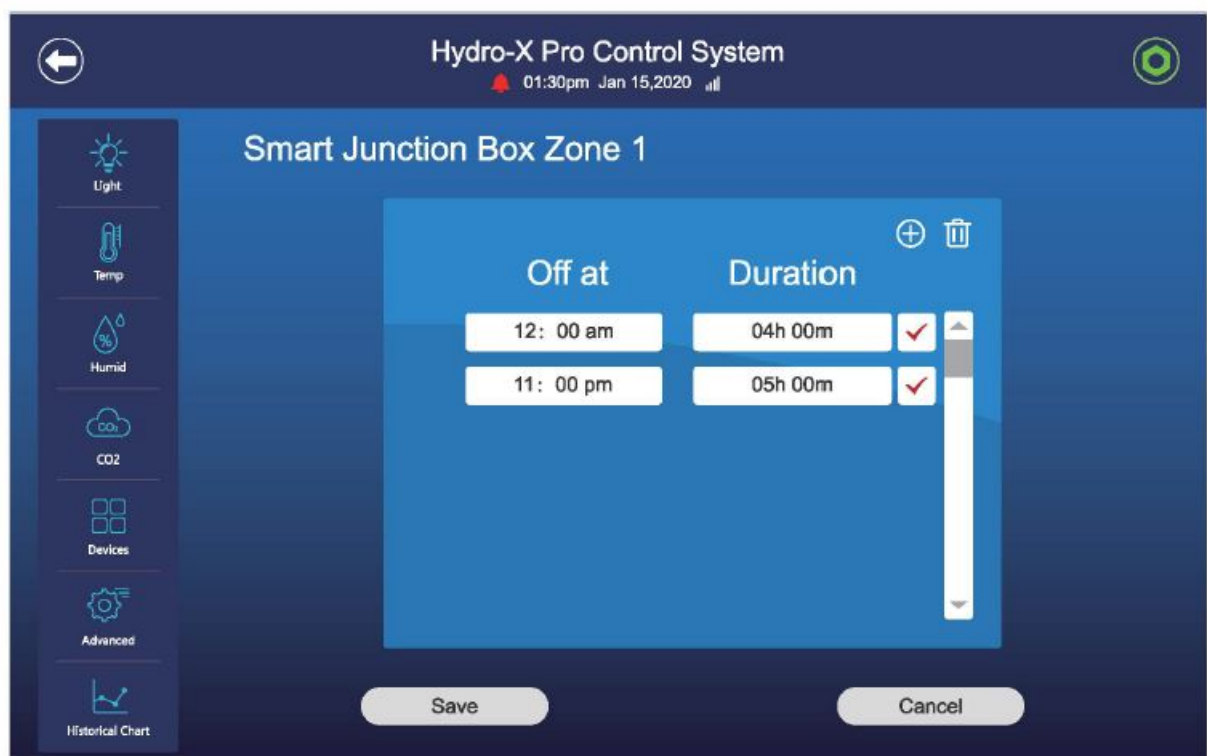 Hydro-X Pro Control System
01:30pm Jan 15,2020
Light
Temp
%
Humid
CO₂
CO2
Devices
Advanced
Historical Chart
Smart Junction Box Zone 1
Off at Duration
12: 00 am 04h 00m
11: 00 pm 05h 00m
Save Cancel